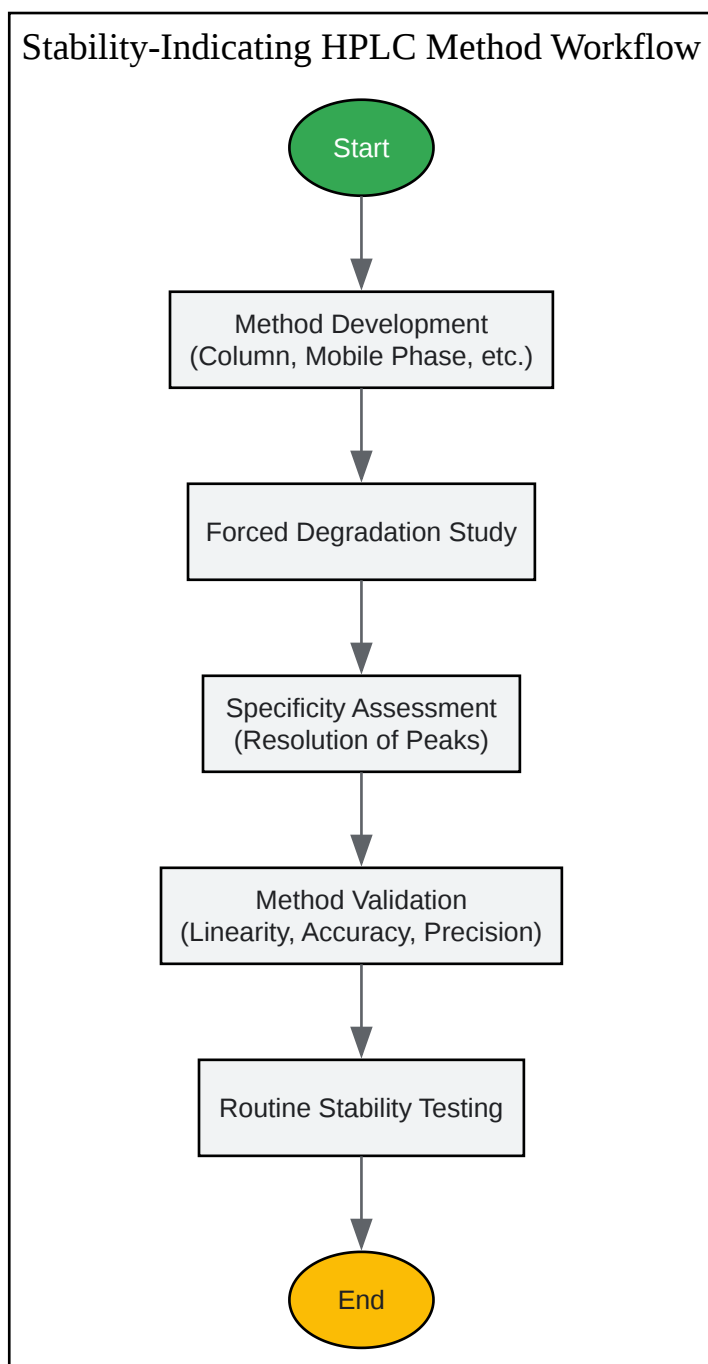 Stability-Indicating HPLC Method Workflow
Start
Method Development
(Column, Mobile Phase, etc.)
Forced Degradation Study
Specificity Assessment
(Resolution of Peaks)
Method Validation
(Linearity, Accuracy, Precision)
Routine Stability Testing
End